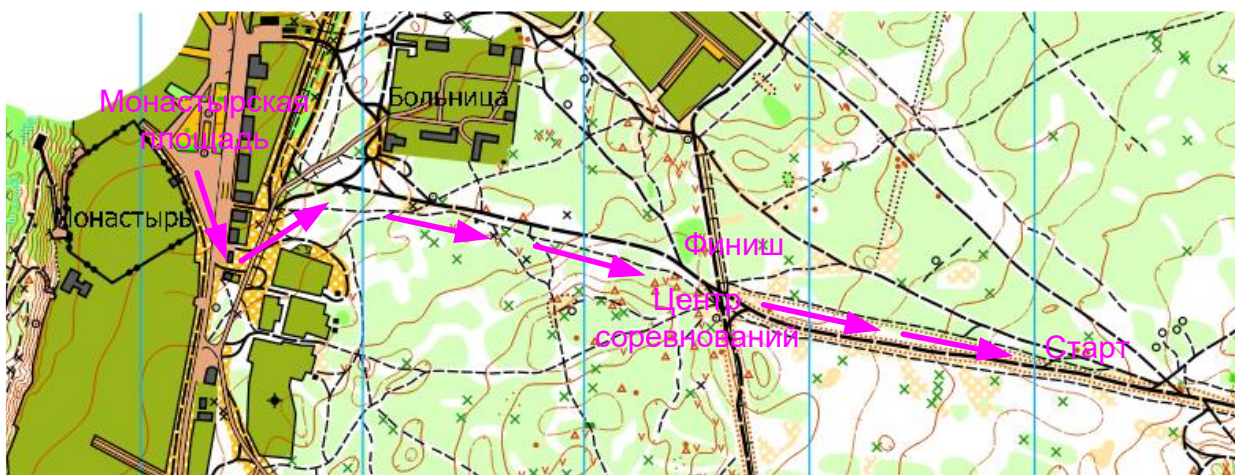 Больница
Монастырская
площадь
Монастырь
Финиш
Центр
соревнований
Старт